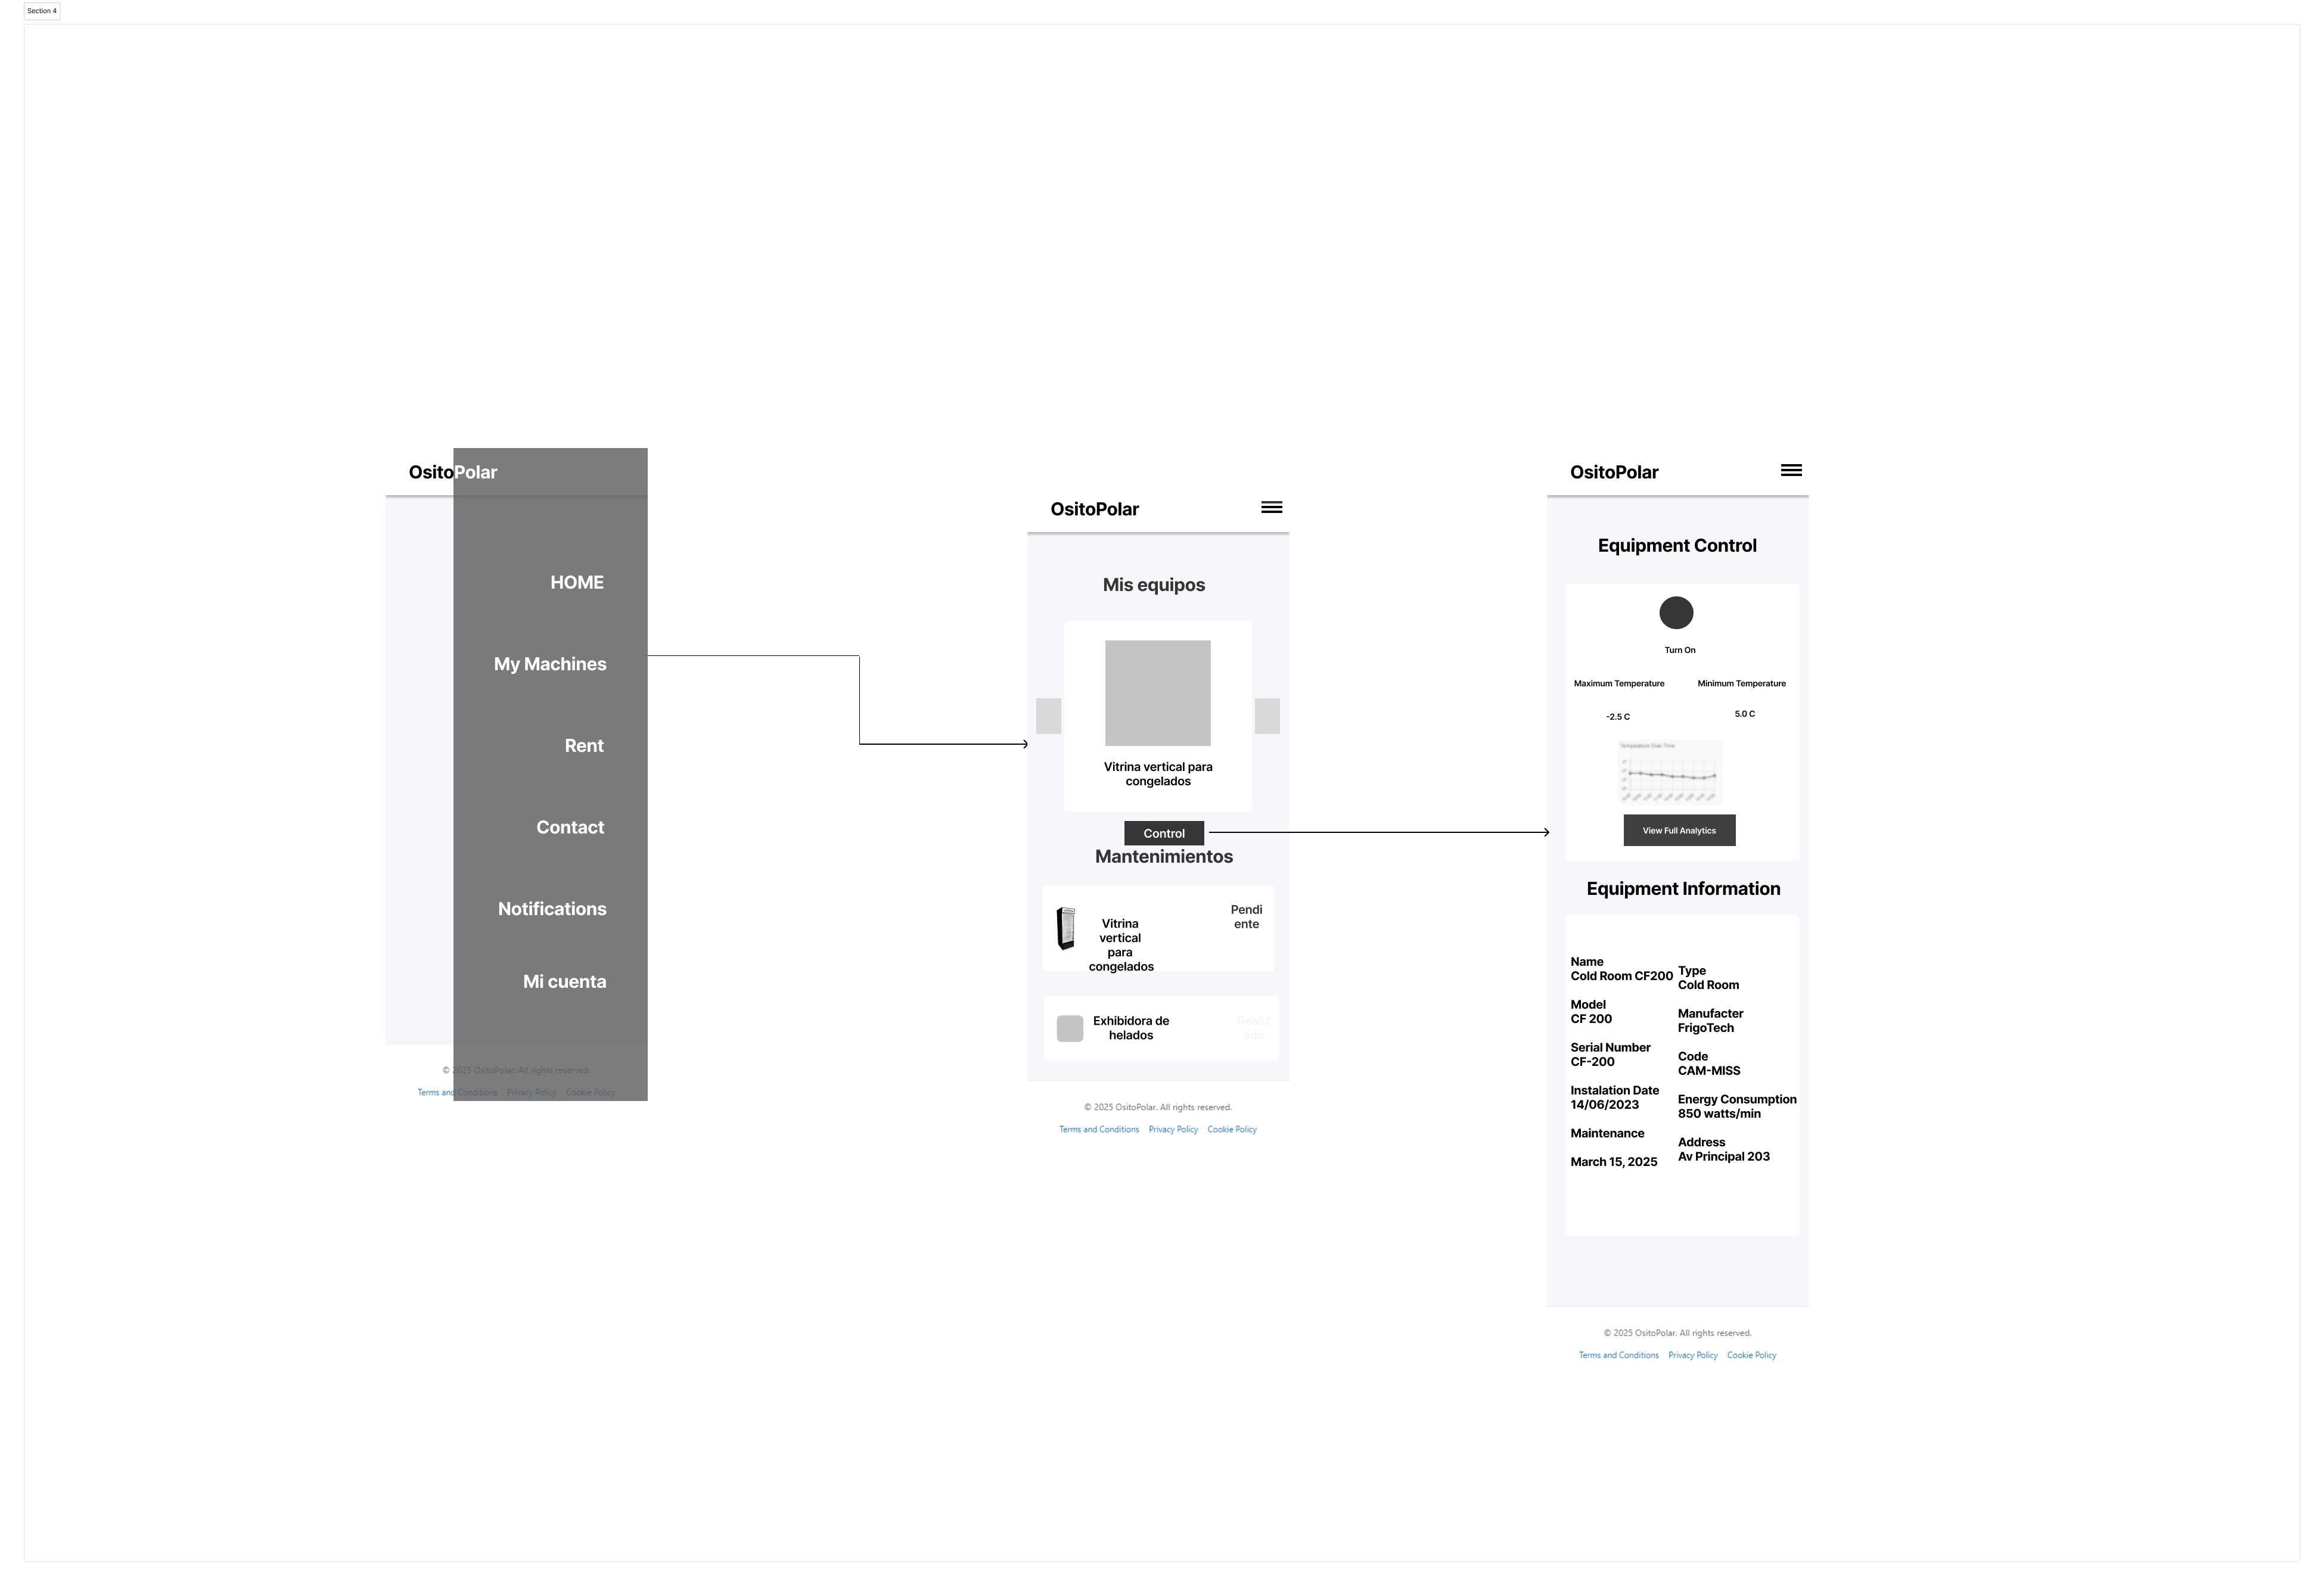 Section 4
OsitoPolar
HOME
My Machines
Rent
Contact
Notifications
Mi cuenta
© 2025 OsitoPolar. All rights reserved.
Terms and Conditions Privacy Policy Cookie Policy
OsitoPolar
Mis equipos
Vitrina vertical para
congelados
Control
Mantenimientos
Vitrina
vertical
para
congelados
Pendi
ente
Exhibidora de
helados
Realiz
ado
© 2025 OsitoPolar. All rights reserved.
Terms and Conditions Privacy Policy Cookie Policy
OsitoPolar
Equipment Control
Turn On
Maximum Temperature
Minimum Temperature
-2.5 C
5.0 C
Temperature Over Time
View Full Analytics
Equipment Information
Name
Cold Room CF200
Model
CF 200
Serial Number
CF-200
Instalation Date
14/06/2023
Maintenance
March 15, 2025
Type
Cold Room
Manufacter
FrigoTech
Code
CAM-MISS
Energy Consumption
850 watts/min
Address
Av Principal 203
© 2025 OsitoPolar. All rights reserved.
Terms and Conditions Privacy Policy Cookie Policy